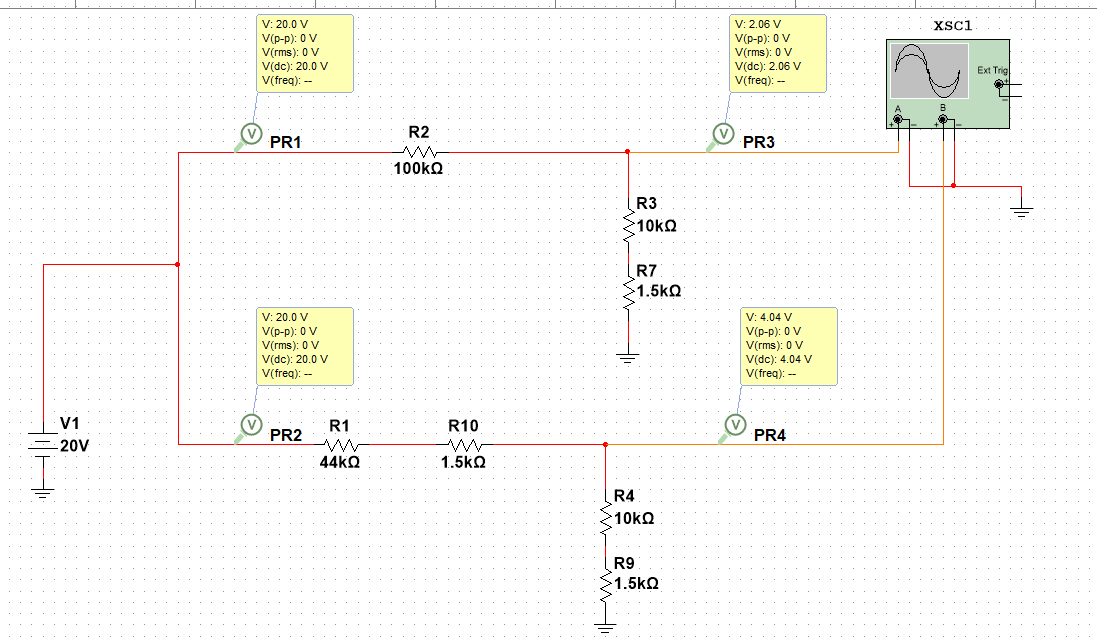 V: 20.0 V
V(p-p): 0 V
V(rms): 0 V
V(dc): 20.0 V
V(freq): --
PR1
R2
100kΩ
V: 2.06 V
V(p-p): 0 V
V(rms): 0 V
V(dc): 2.06 V
V(freq): --
PR3
XSC1
Ext Trig
+
−
A
B
+
−
+
−
R3
10kΩ
R7
1.5kΩ
V: 20.0 V
V(p-p): 0 V
V(rms): 0 V
V(dc): 20.0 V
V(freq): --
PR2
V1
20V
R1
44kΩ
R10
1.5kΩ
V: 4.04 V
V(p-p): 0 V
V(rms): 0 V
V(dc): 4.04 V
V(freq): --
PR4
R4
10kΩ
R9
1.5kΩ
V
V
V
V